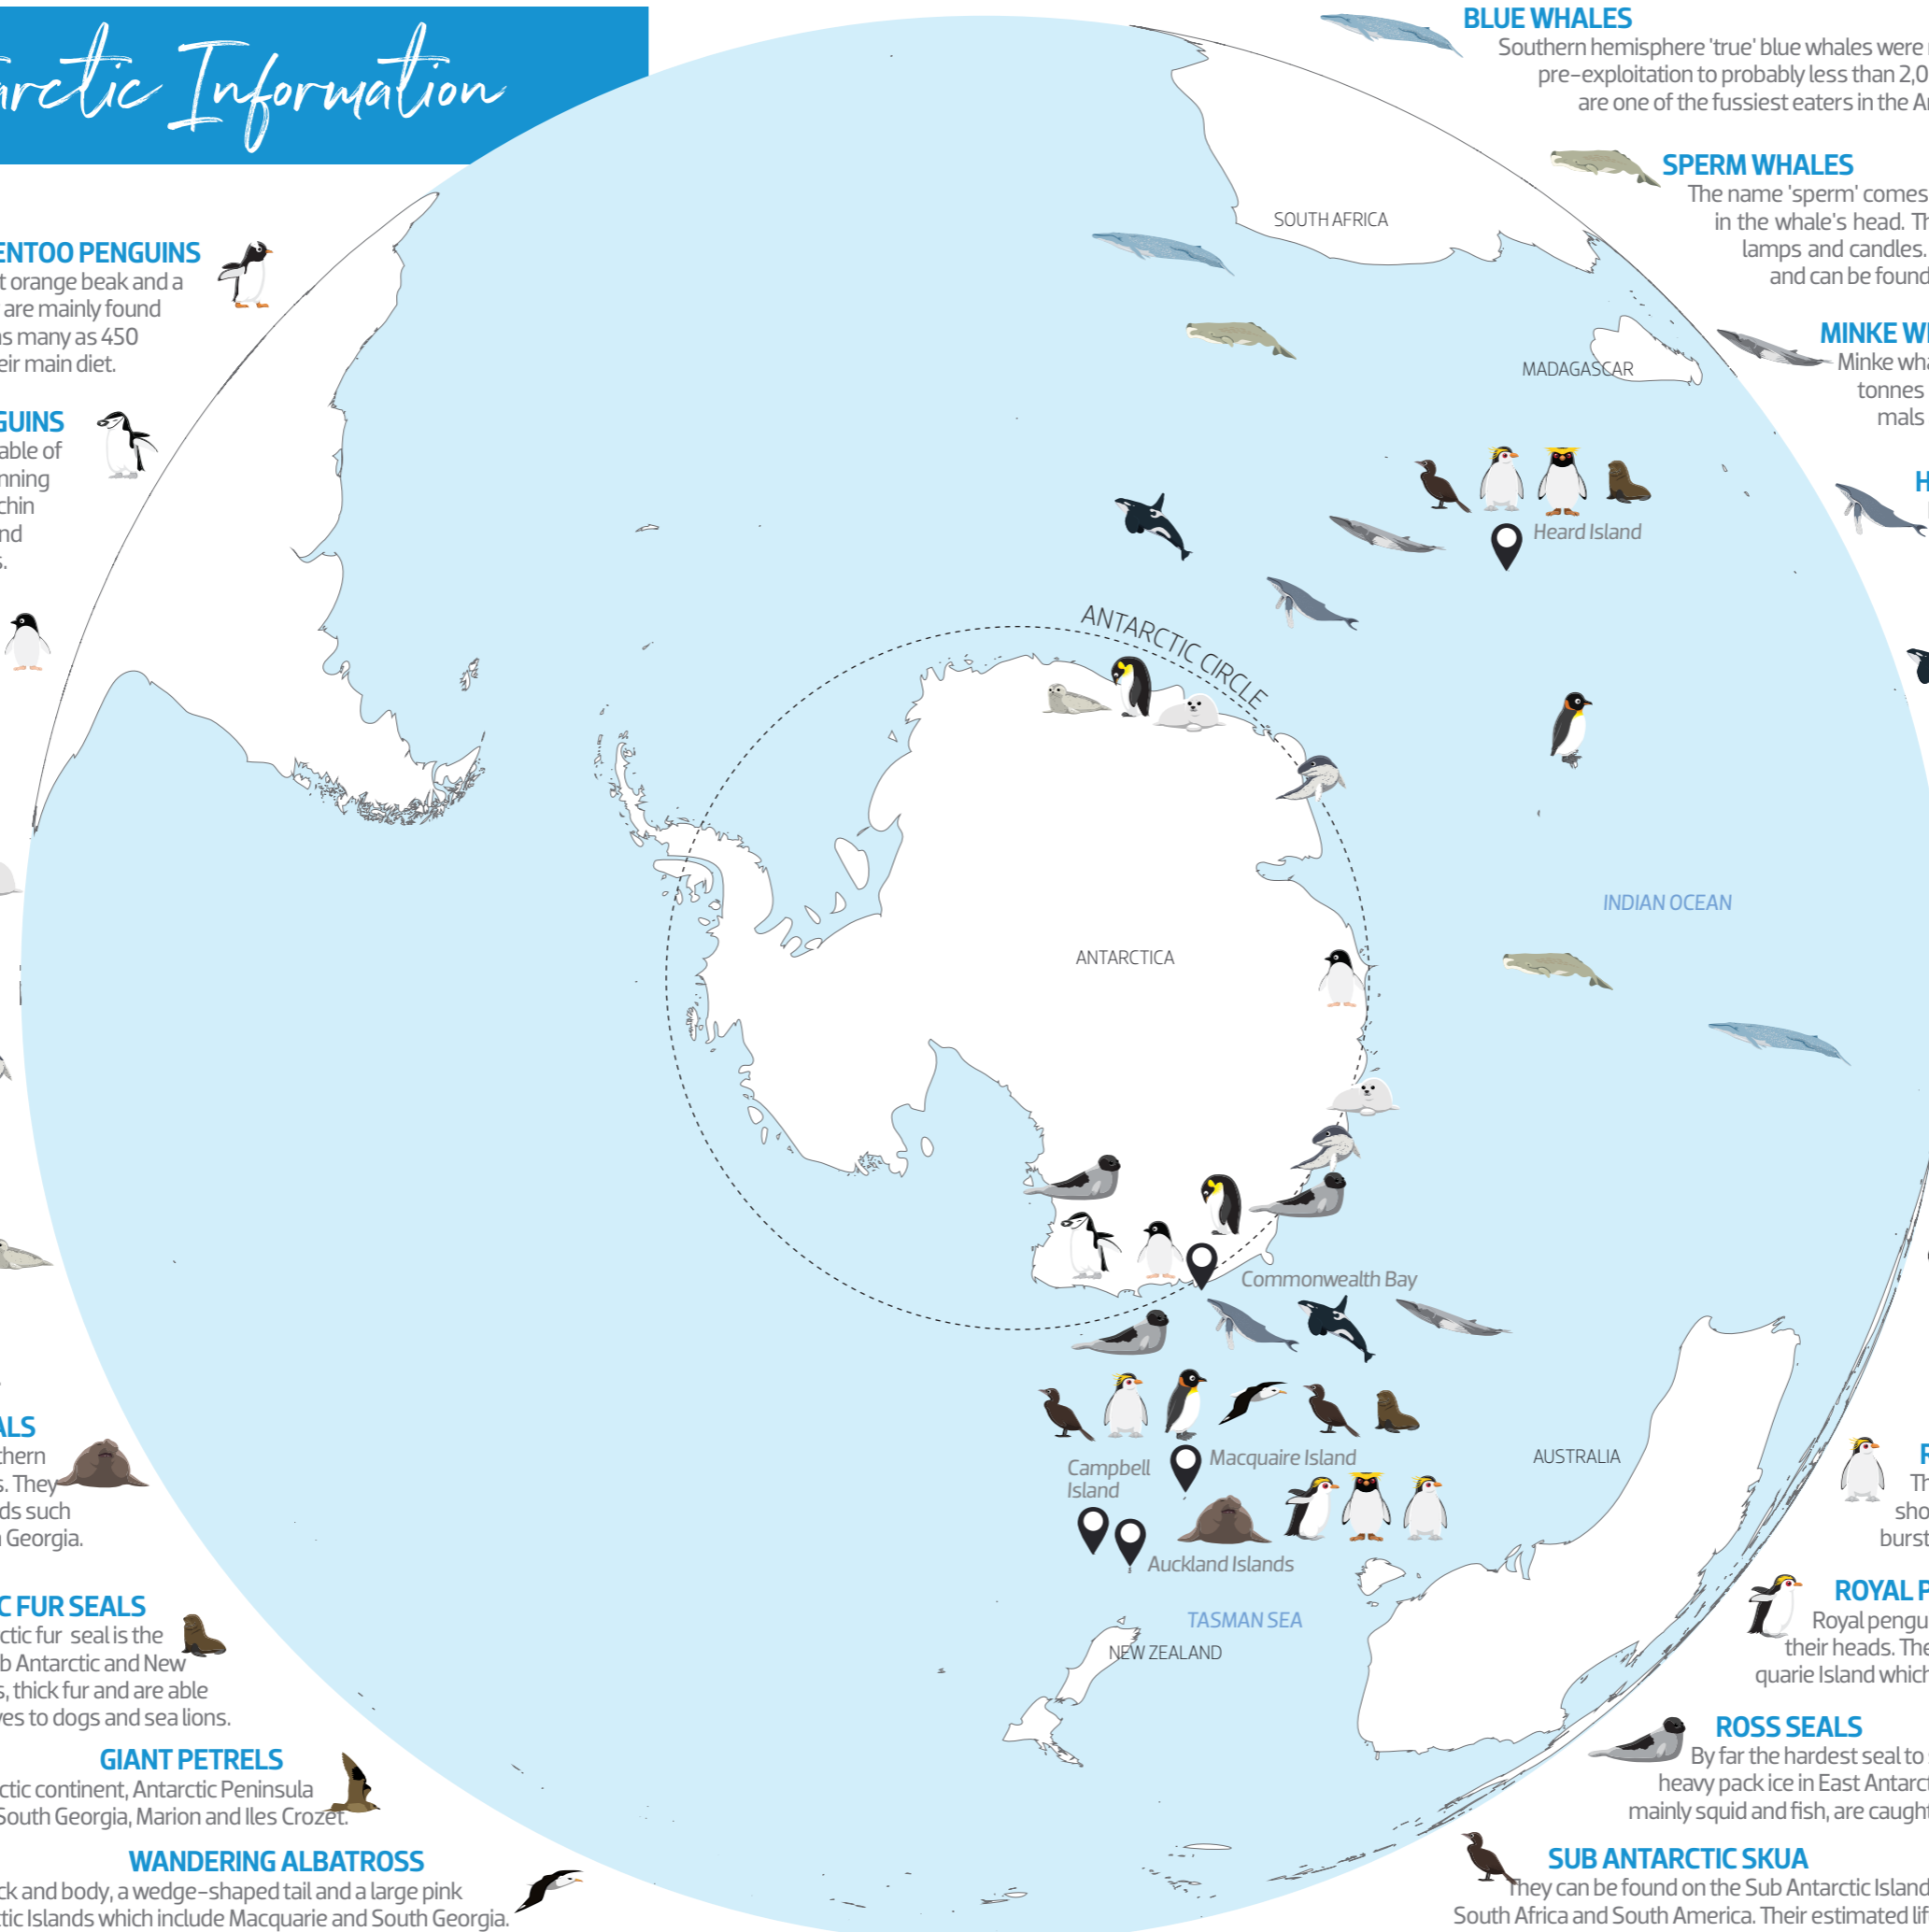 arctic Information
ENTOO PENGUINS
t orange beak and a
are mainly found
as many as 450
eir main diet.
GUINS
able of
nning
chin
nd
s.
ALS
thern
s. They
ds such
Georgia.
C FUR SEALS
ctic fur seal is the
b Antarctic and New
s, thick fur and are able
ves to dogs and sea lions.
GIANT PETRELS
ctic continent, Antarctic Peninsula
South Georgia, Marion and Iles Crozet.
WANDERING ALBATROSS
ck and body, a wedge-shaped tail and a large pink
tic Islands which include Macquarie and South Georgia.
SOUTH AFRICA
MADAGASCAR
Heard Island
ANTARCTIC CIRCLE
INDIAN OCEAN
ANTARCTICA
Commonwealth Bay
Macquaire Island
Campbell
Island
AUSTRALIA
Auckland Islands
TASMAN SEA
NEW ZEALAND
BLUE WHALES
Southern hemisphere 'true' blue whales were
pre-exploitation to probably less than 2,0
are one of the fussiest eaters in the A
SPERM WHALES
The name 'sperm' comes
in the whale's head. Th
lamps and candles.
and can be found
MINKE W
Minke wha
tonnes
mals
H
R
Th
sho
burst
ROYAL P
Royal pengu
their heads. The
quarie Island which
ROSS SEALS
By far the hardest seal to
heavy pack ice in East Antarct
mainly squid and fish, are caught
SUB ANTARCTIC SKUA
They can be found on the Sub Antarctic Island
South Africa and South America. Their estimated lif